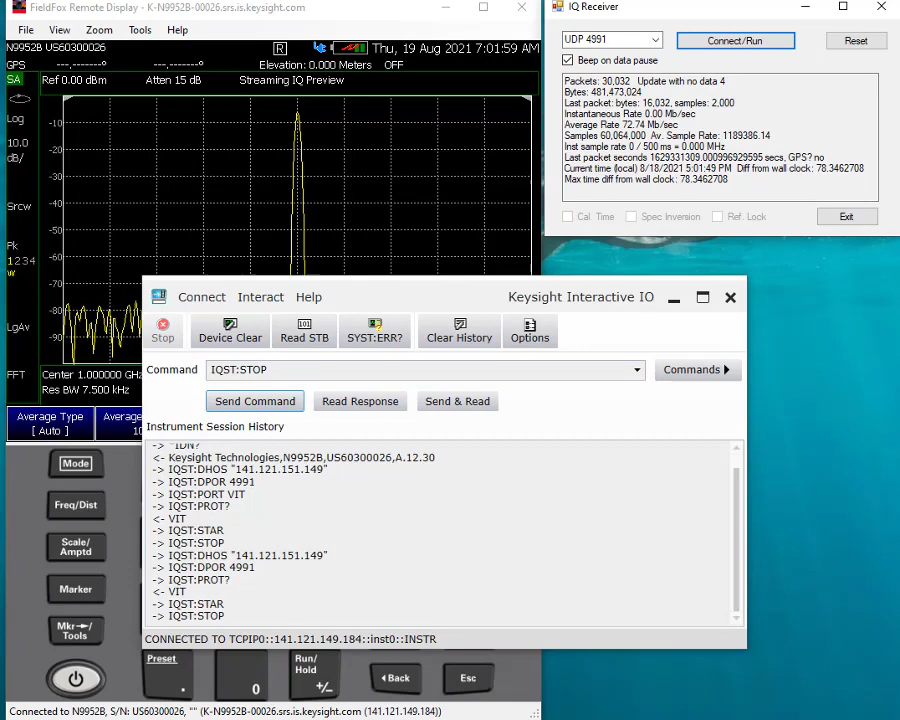 FieldFox Remote Display - K-N9952B-00026.srs.is.keysight.com
File View Zoom Tools Help
N9952B US60300026 R Thu, 19 Aug 2021 7:01:59 AM
GPS ---.------° ---.------° Elevation: 0.000 Meters OFF
SA Ref 0.00 dBm Atten 15 dB Streaming IQ Preview
Log
10.0
dB/
Srcw
Pk
1 2 3 4
W
LgAv
FFT
-10
-20
-30
-40
-50
-60
-70
-80
-90
Center 1.000000 GHz
Res BW 7.500 kHz
Average Type
[ Auto ]
Average
10
Mode
Freq/Dist
Scale/
Amptd
Marker
Mkr→/
Tools
Preset
.
0
Run/
Hold
+/−
Back
Esc
Connected to N9952B, S/N: US60300026, "" (K-N9952B-00026.srs.is.keysight.com (141.121.149.184))
IQ Receiver
UDP 4991 Connect/Run Reset
Beep on data pause
Packets: 30,032 Update with no data 4
Bytes: 481,473,024
Last packet: bytes: 16,032, samples: 2,000
Instantaneous Rate 0.00 Mb/sec
Average Rate 72.74 Mb/sec
Samples 60,064,000 Av. Sample Rate: 1189386.14
Inst sample rate 0 / 500 ms = 0.000 MHz
Last packet seconds 1629331309.000996929595 secs, GPS? no
Current time (local) 8/18/2021 5:01:49 PM Diff from wall clock: 78.3462708
Max time diff from wall clock: 78.3462708
Cal. Time Spec Inversion Ref. Lock Exit
Connect Interact Help Keysight Interactive IO
Stop Device Clear Read STB SYST:ERR? Clear History Options
Command IQST:STOP Commands
Send Command Read Response Send & Read
Instrument Session History
-> *IDN?
<- Keysight Technologies,N9952B,US60300026,A.12.30
-> IQST:DHOS "141.121.151.149"
-> IQST:DPOR 4991
-> IQST:PORT VIT
-> IQST:PROT?
<- VIT
-> IQST:STAR
-> IQST:STOP
-> IQST:DHOS "141.121.151.149"
-> IQST:DPOR 4991
-> IQST:PROT?
<- VIT
-> IQST:STAR
-> IQST:STOP
CONNECTED TO TCPIP0::141.121.149.184::inst0::INSTR